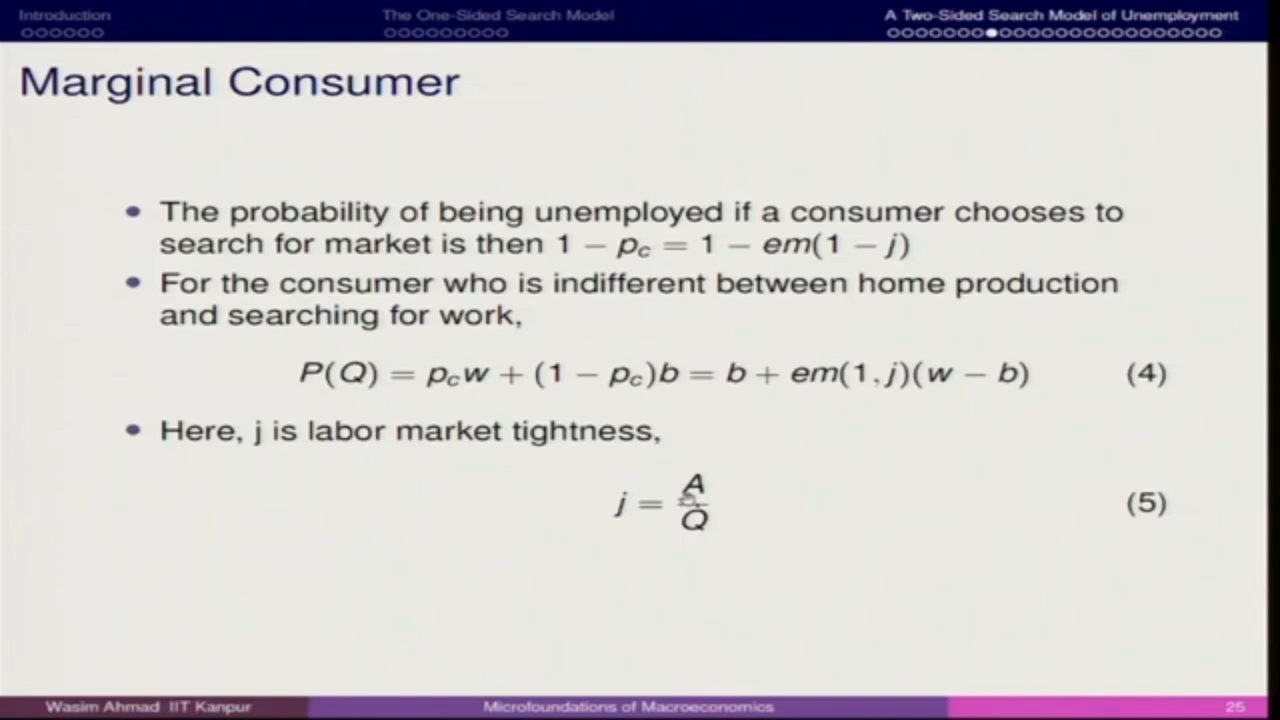 Introduction
The One-Sided Search Model
A Two-Sided Search Model of Unemployment
Marginal Consumer
• The probability of being unemployed if a consumer chooses to
search for market is then 1 − p_c = 1 − em(1 − j)
• For the consumer who is indifferent between home production
and searching for work,
P(Q) = p_c w + (1 − p_c)b = b + em(1, j)(w − b) (4)
• Here, j is labor market tightness,
j = A/Q (5)
Wasim Ahmad IIT Kanpur
Microfoundations of Macroeconomics
25